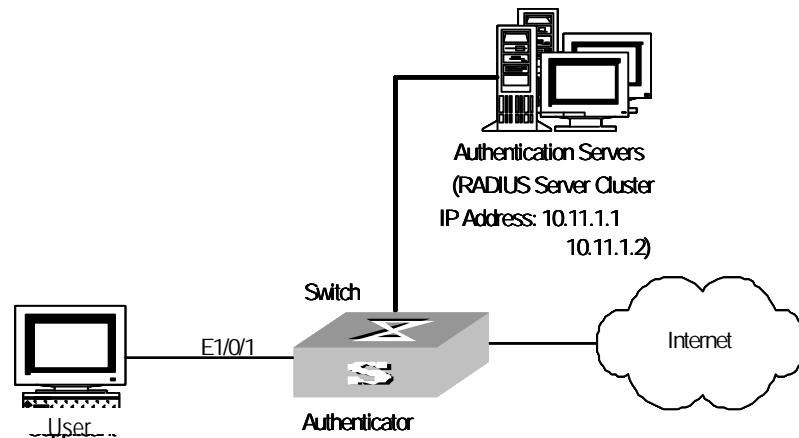 Authentication Servers
(RADIUS Server Cluster
IP Address: 10.11.1.1
10.11.1.2)
Switch
E1/0/1
Internet
User
Authenticator